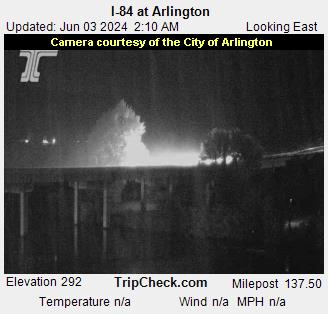 I-84 at Arlington
Updated: Jun 03 2024 2:10 AM Looking East
Camera courtesy of the City of Arlington
Elevation 292 TripCheck.com Milepost 137.50
Temperature n/a Wind n/a MPH n/a